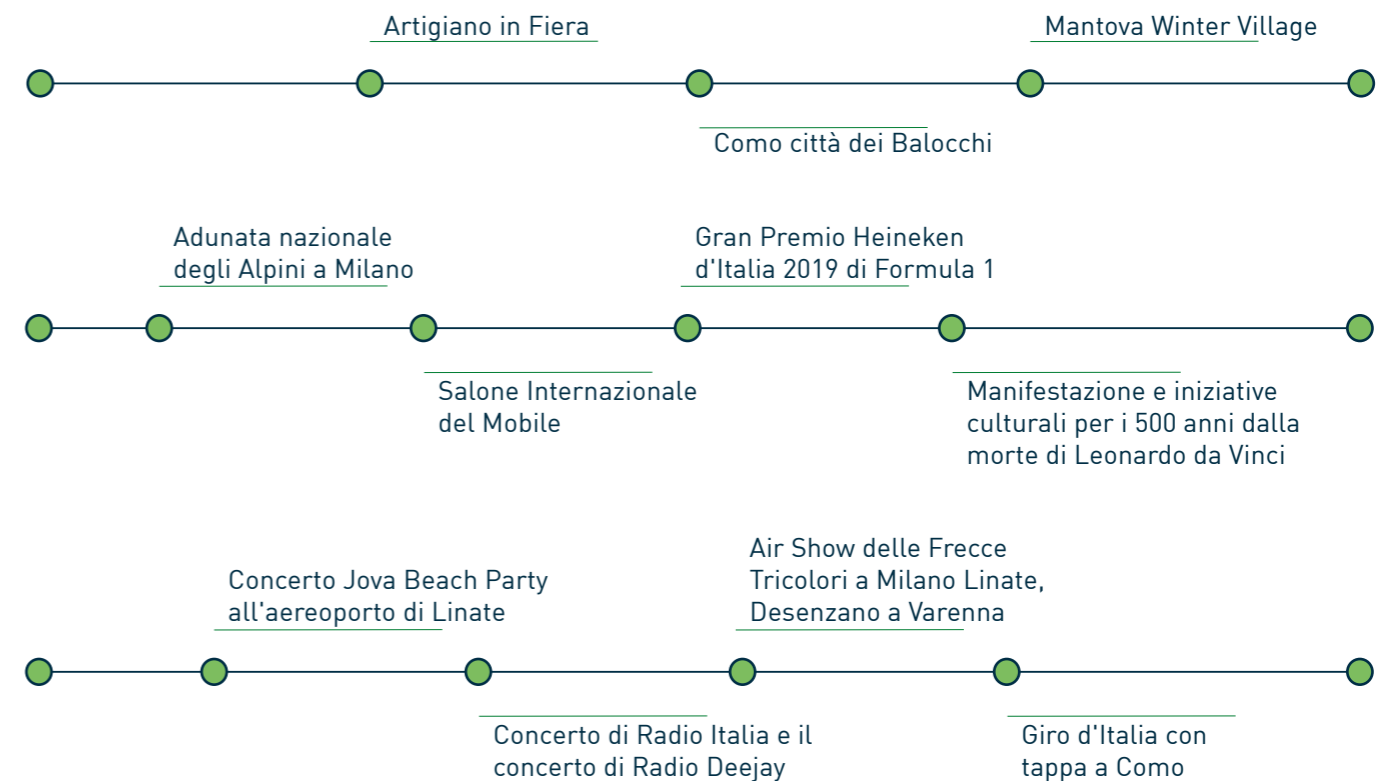 Artigiano in Fiera
Mantova Winter Village
Como città dei Balocchi
Adunata nazionale
degli Alpini a Milano
Gran Premio Heineken
d'Italia 2019 di Formula 1
Salone Internazionale
del Mobile
Manifestazione e iniziative
culturali per i 500 anni dalla
morte di Leonardo da Vinci
Concerto Jova Beach Party
all'aereoporto di Linate
Air Show delle Frecce
Tricolori a Milano Linate,
Desenzano a Varenna
Concerto di Radio Italia e il
concerto di Radio Deejay
Giro d'Italia con
tappa a Como